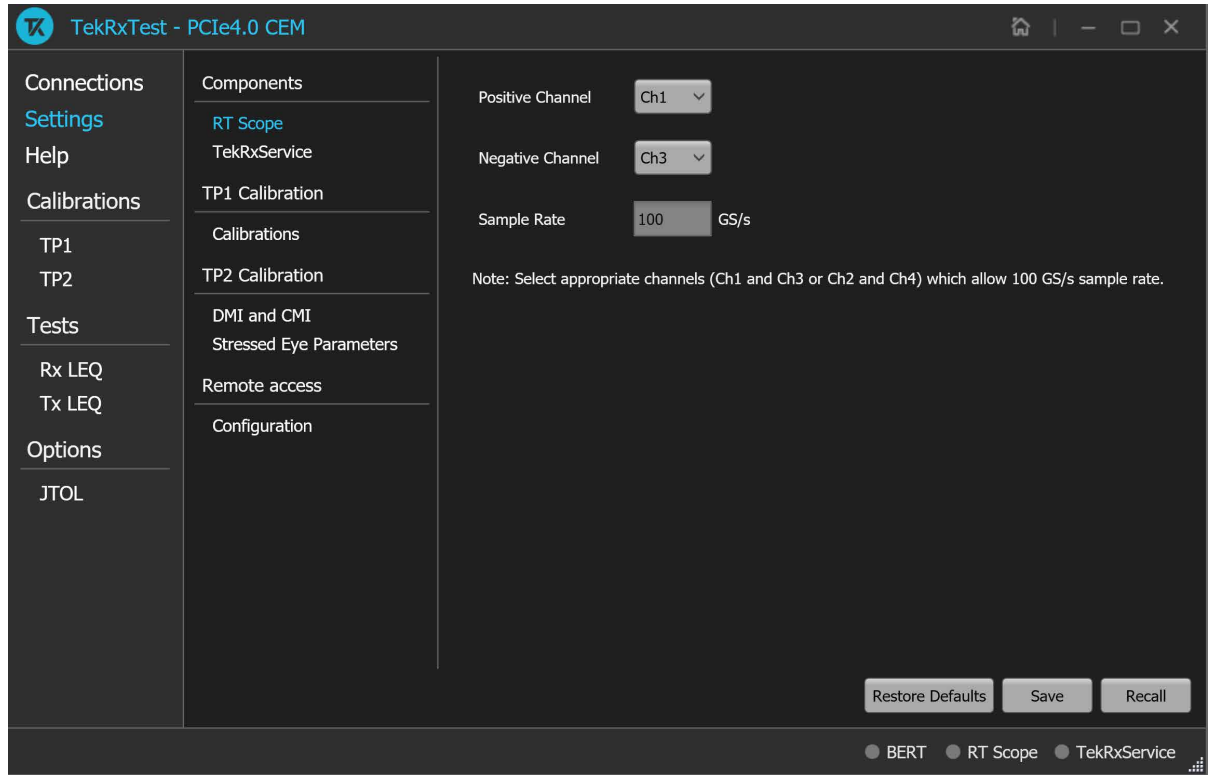 TekRxTest - PCIe4.0 CEM
Connections
Settings
Help
Calibrations
TP1
TP2
Tests
Rx LEQ
Tx LEQ
Options
JTOL
Components
RT Scope
TekRxService
TP1 Calibration
Calibrations
TP2 Calibration
DMI and CMI
Stressed Eye Parameters
Remote access
Configuration
Positive Channel Ch1
Negative Channel Ch3
Sample Rate 100 GS/s
Note: Select appropriate channels (Ch1 and Ch3 or Ch2 and Ch4) which allow 100 GS/s sample rate.
Restore Defaults Save Recall
BERT RT Scope TekRxService